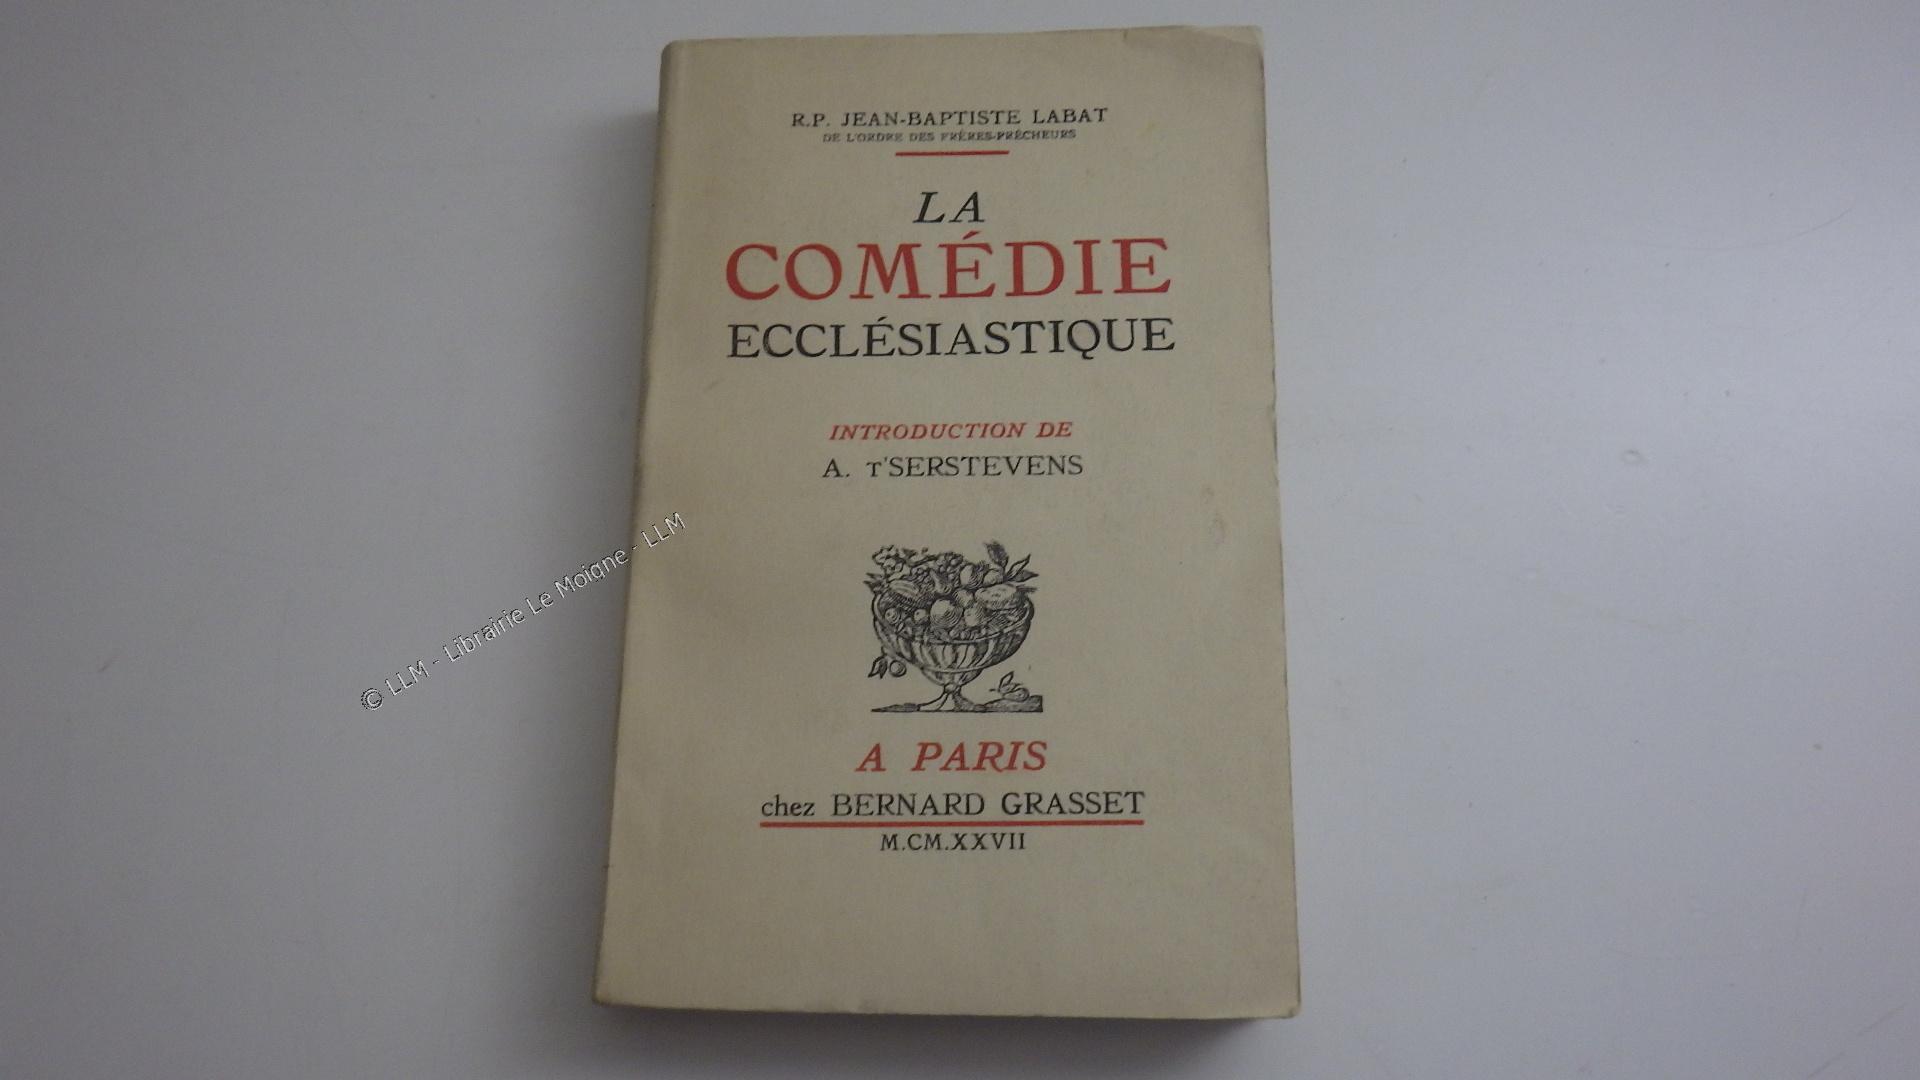 R.P. JEAN-BAPTISTE LABAT
DE L'ORDRE DES FRÈRES-PRÊCHEURS
LA
COMÉDIE
ECCLÉSIASTIQUE
INTRODUCTION DE
A. T'SERSTEVENS
© LLM - Librairie Le Moigne - LLM
A PARIS
chez BERNARD GRASSET
M.CM.XXVII